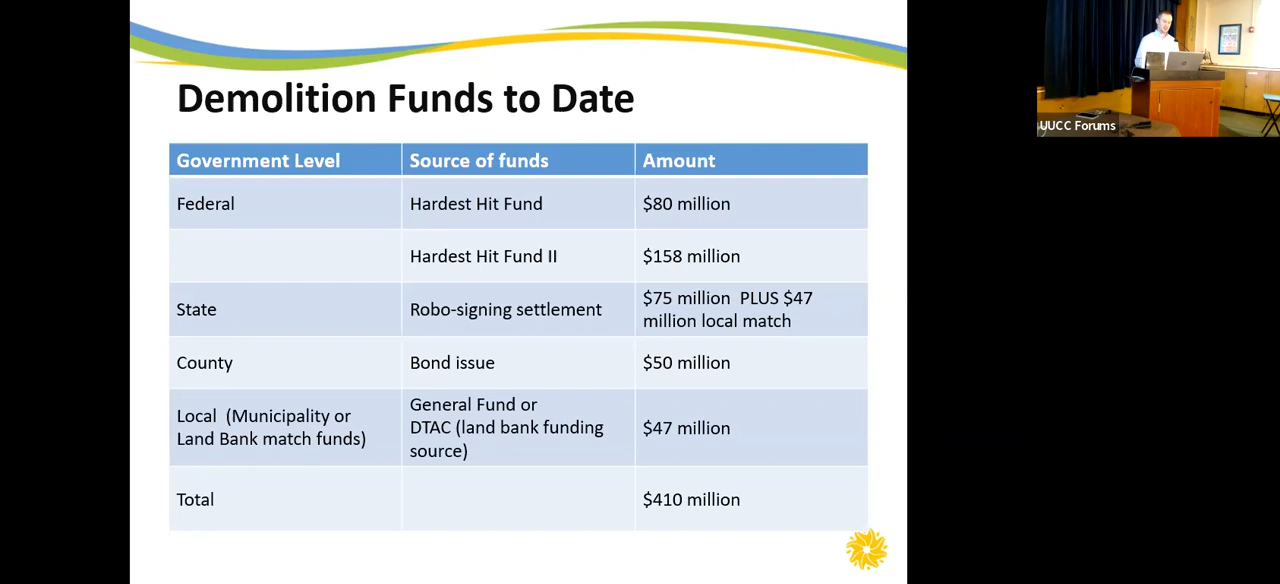 Demolition Funds to Date
Government Level Source of funds Amount
Federal Hardest Hit Fund $80 million
Hardest Hit Fund II $158 million
State Robo-signing settlement $75 million PLUS $47
million local match
County Bond issue $50 million
Local (Municipality or
Land Bank match funds)
General Fund or
DTAC (land bank funding
source)
$47 million
Total $410 million
UUCC Forums